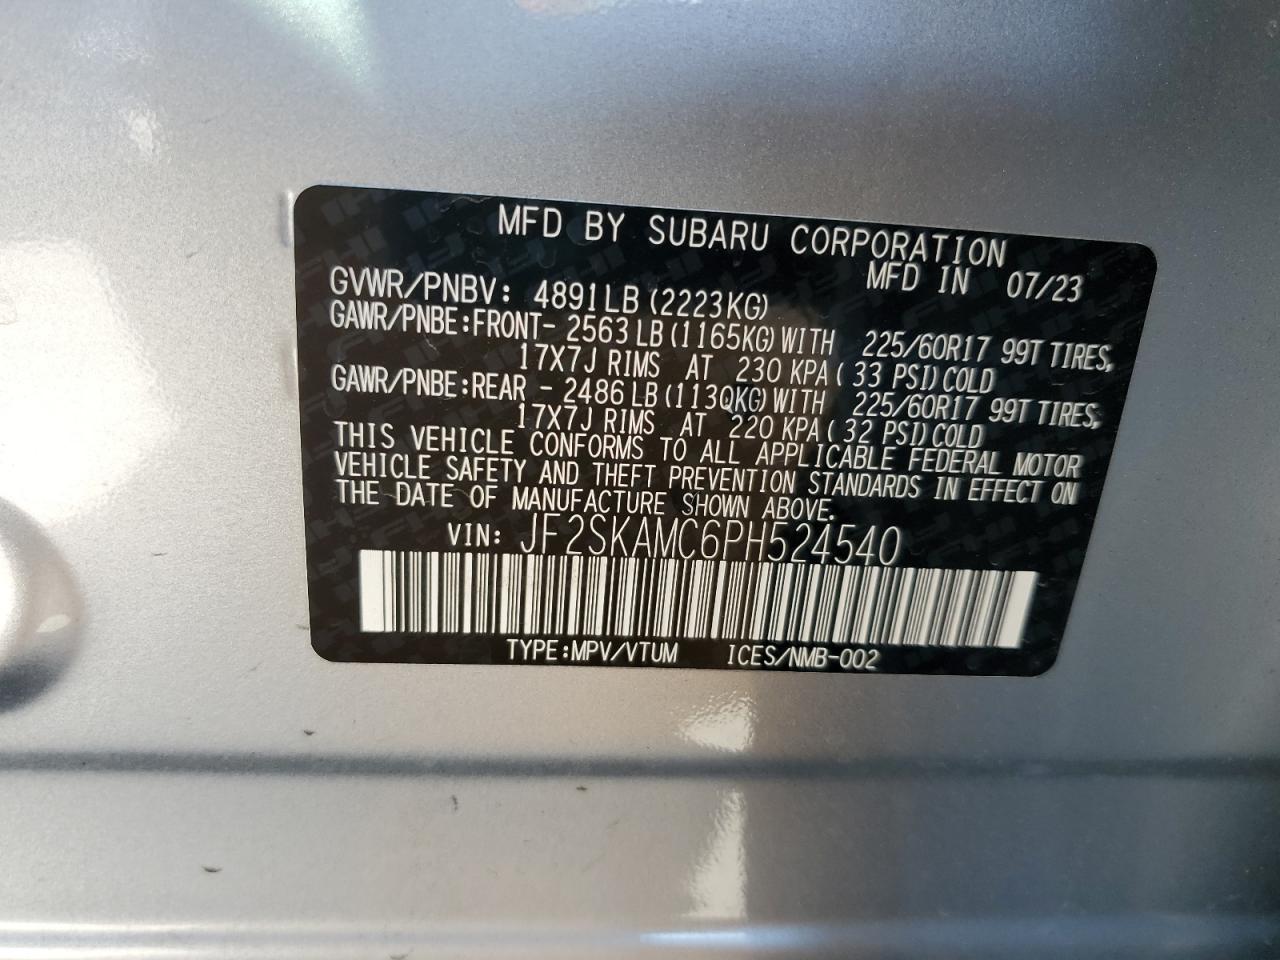 MFD BY SUBARU CORPORATION
MFD IN 07/23
GVWR/PNBV: 4891LB (2223KG)
GAWR/PNBE:FRONT- 2563 LB (1165KG) WITH 225/60R17 99T TIRES,
17X7J RIMS AT 230 KPA ( 33 PSI) COLD
GAWR/PNBE:REAR - 2486 LB (1130KG) WITH 225/60R17 99T TIRES,
17X7J RIMS AT 220 KPA ( 32 PSI) COLD
THIS VEHICLE CONFORMS TO ALL APPLICABLE FEDERAL MOTOR
VEHICLE SAFETY AND THEFT PREVENTION STANDARDS IN EFFECT ON
THE DATE OF MANUFACTURE SHOWN ABOVE.
VIN: JF2SKAMC6PH524540
TYPE:MPV/VTUM ICES/NMB-002